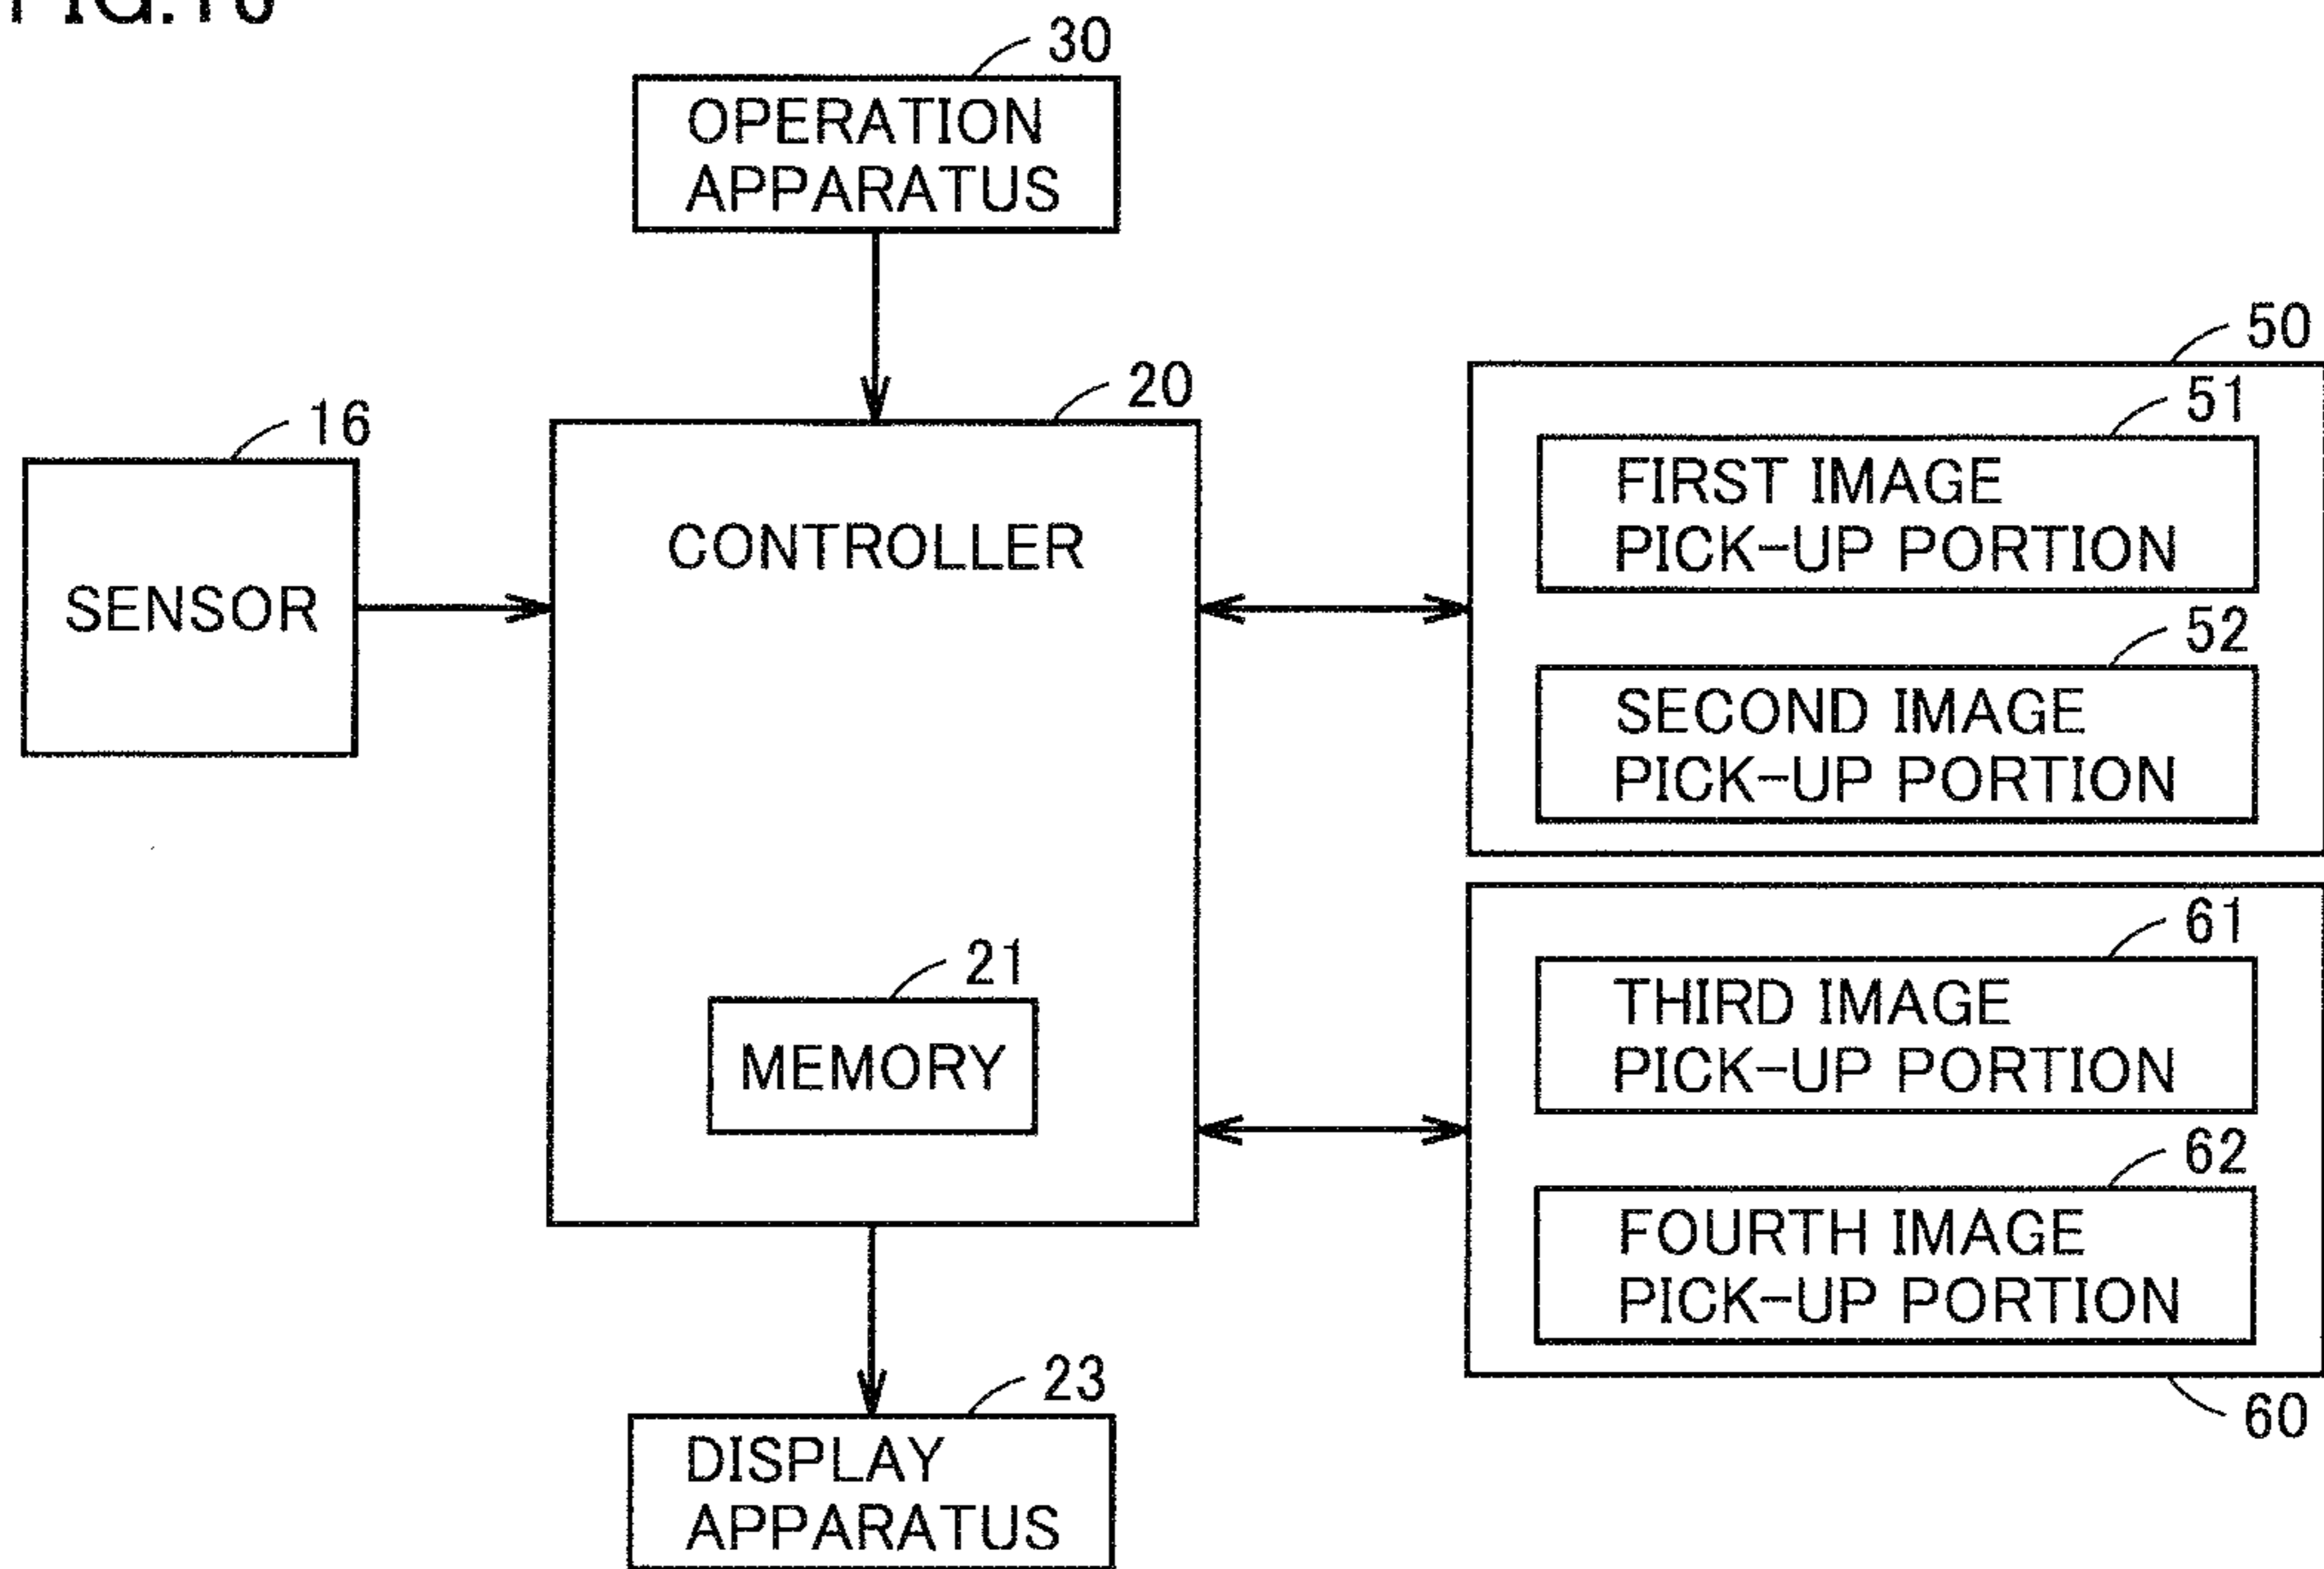 30
OPERATION
APPARATUS
20
CONTROLLER
16
SENSOR
50
51
FIRST IMAGE
PICK-UP PORTION
52
SECOND IMAGE
PICK-UP PORTION
21
MEMORY
61
THIRD IMAGE
PICK-UP PORTION
62
FOURTH IMAGE
PICK-UP PORTION
60
23
DISPLAY
APPARATUS